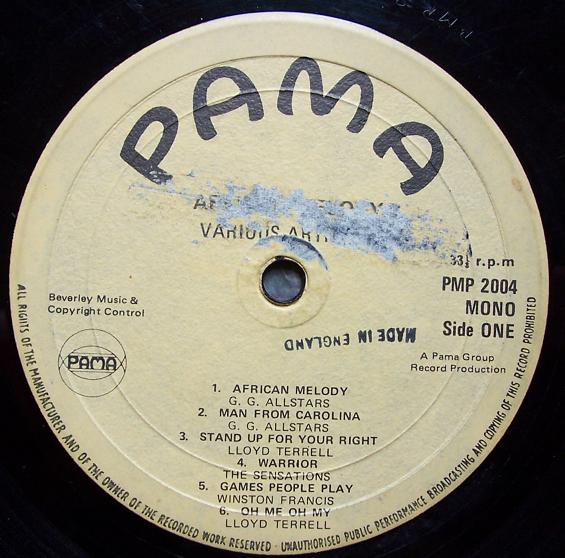 PAMA
VARIOUS
33⅓ r.p.m
PMP 2004
MONO
Side ONE
Beverley Music &
Copyright Control
PAMA
MADE IN ENGLAND
A Pama Group
Record Production
1. AFRICAN MELODY
G. G. ALLSTARS
2. MAN FROM CAROLINA
G. G. ALLSTARS
3. STAND UP FOR YOUR RIGHT
LLOYD TERRELL
4. WARRIOR
THE SENSATIONS
5. GAMES PEOPLE PLAY
WINSTON FRANCIS
6. OH ME OH MY
LLOYD TERRELL
ALL RIGHTS OF THE MANUFACTURER AND OF THE OWNER OF THE RECORDED WORK RESERVED · UNAUTHORISED PUBLIC PERFORMANCE BROADCASTING AND COPYING OF THIS RECORD PROHIBITED